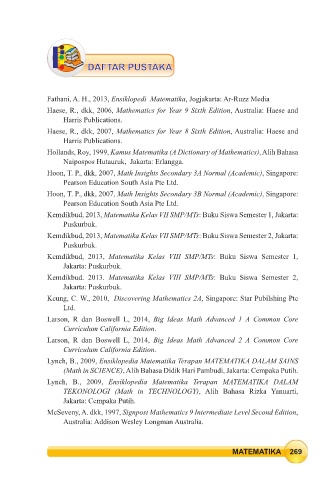 DAFTAR PUSTAKA
Fathani, A. H., 2013, Ensiklopedi Matematika, Jogjakarta: Ar-Ruzz Media
Haese, R., dkk, 2006, Mathematics for Year 9 Sixth Edition, Australia: Haese and
Harris Publications.
Haese, R., dkk, 2007, Mathematics for Year 8 Sixth Edition, Australia: Haese and
Harris Publications.
Hollands, Roy, 1999, Kamus Matematika (A Dictionary of Mathematics), Alih Bahasa
Naipospos Hutauruk, Jakarta: Erlangga.
Hoon, T. P., dkk, 2007, Math Insights Secondary 3A Normal (Academic), Singapore:
Pearson Education South Asia Pte Ltd.
Hoon, T. P., dkk, 2007, Math Insights Secondary 3B Normal (Academic), Singapore:
Pearson Education South Asia Pte Ltd.
Kemdikbud, 2013, Matematika Kelas VII SMP/MTs: Buku Siswa Semester 1, Jakarta:
Puskurbuk.
Kemdikbud, 2013, Matematika Kelas VII SMP/MTs: Buku Siswa Semester 2, Jakarta:
Puskurbuk.
Kemdikbud, 2013, Matematika Kelas VIII SMP/MTs: Buku Siswa Semester 1,
Jakarta: Puskurbuk.
Kemdikbud. 2013. Matematika Kelas VIII SMP/MTs: Buku Siswa Semester 2,
Jakarta: Puskurbuk.
Keung, C. W., 2010, Discovering Mathematics 2A, Singapore: Star Publishing Pte
Ltd.
Larson, R dan Boswell L, 2014, Big Ideas Math Advanced 1 A Common Core
Curriculum California Edition.
Larson, R dan Boswell L, 2014, Big Ideas Math Advanced 2 A Common Core
Curriculum California Edition.
Lynch, B., 2009, Ensiklopedia Matematika Terapan MATEMATIKA DALAM SAINS
(Math in SCIENCE), Alih Bahasa Didik Hari Pambudi, Jakarta: Cempaka Putih.
Lynch, B., 2009, Ensiklopedia Matematika Terapan MATEMATIKA DALAM
TEKONOLOGI (Math in TECHNOLOGY), Alih Bahasa Rizka Yanuarti,
Jakarta: Cempaka Putih.
McSeveny, A. dkk, 1997, Signpost Mathematics 9 Intermediate Level Second Edition,
Australia: Addison Wesley Longman Australia.
MATEMATIKA 269